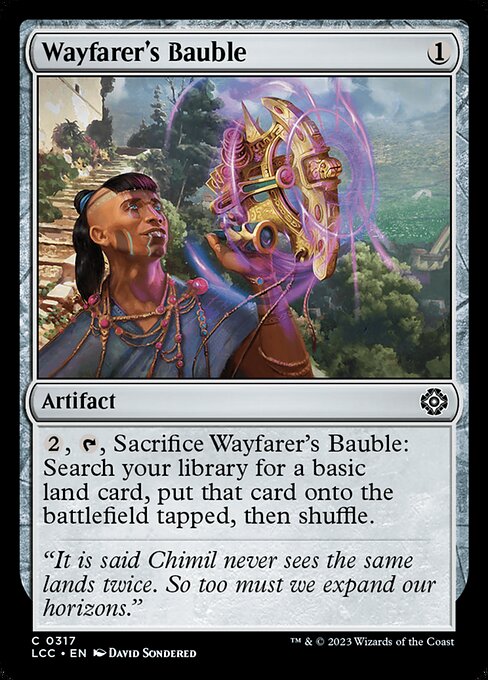 Wayfarer's Bauble 1
Artifact
2, T, Sacrifice Wayfarer's Bauble:
Search your library for a basic
land card, put that card onto the
battlefield tapped, then shuffle.
“It is said Chimil never sees the same
lands twice. So too must we expand our
horizons.”
C 0317
LCC • EN DAVID SONDERED
™ & © 2023 Wizards of the Coast